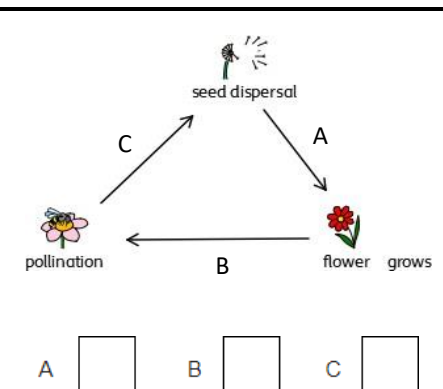 seed dispersal
C
A
pollination
B
flower grows
A
B
C